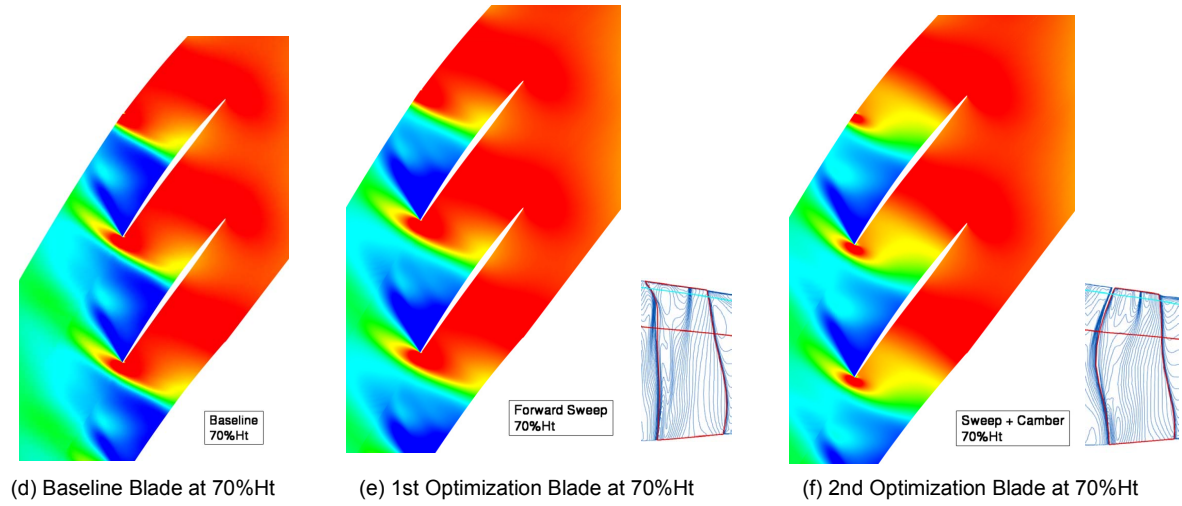 Baseline
70%Ht
Forward Sweep
70%Ht
Sweep + Camber
70%Ht
(d) Baseline Blade at 70%Ht
(e) 1st Optimization Blade at 70%Ht
(f) 2nd Optimization Blade at 70%Ht